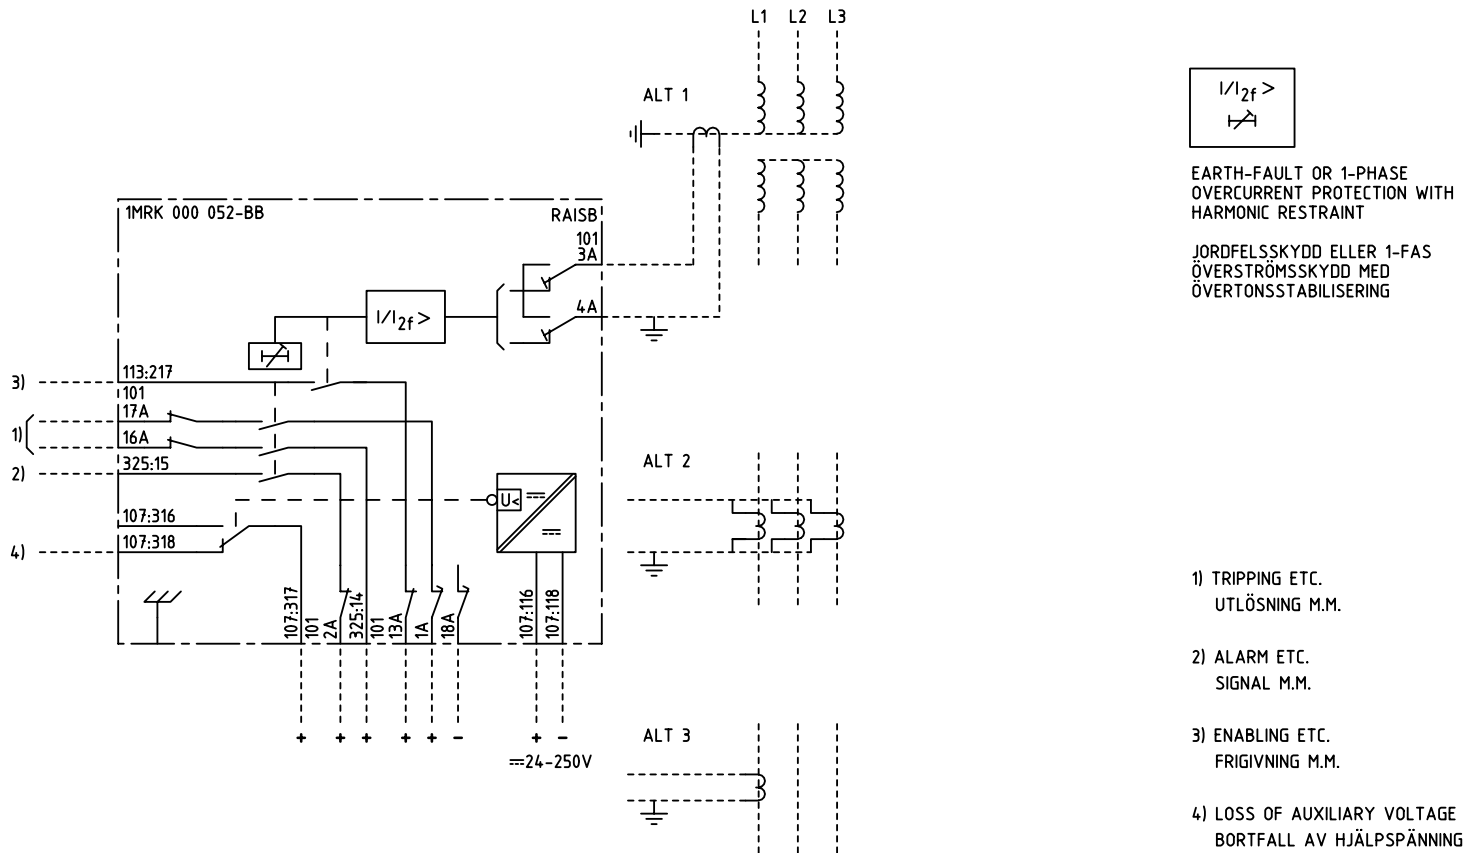 L1 L2 L3
ALT 1
1MRK 000 052-BB
RAISB
101
3A
4A
I/I2f >
113:217
101
17A
16A
325:15
107:316
107:318
3)
1)
2)
4)
U<
107:317
101
2A
325:14
101
13A
1A
18A
107:116
107:118
+ + + + + − + −
24-250V
ALT 2
ALT 3
I/I2f >
EARTH-FAULT OR 1-PHASE
OVERCURRENT PROTECTION WITH
HARMONIC RESTRAINT
JORDFELSSKYDD ELLER 1-FAS
ÖVERSTRÖMSSKYDD MED
ÖVERTONSSTABILISERING
1) TRIPPING ETC.
UTLÖSNING M.M.
2) ALARM ETC.
SIGNAL M.M.
3) ENABLING ETC.
FRIGIVNING M.M.
4) LOSS OF AUXILIARY VOLTAGE
BORTFALL AV HJÄLPSPÄNNING